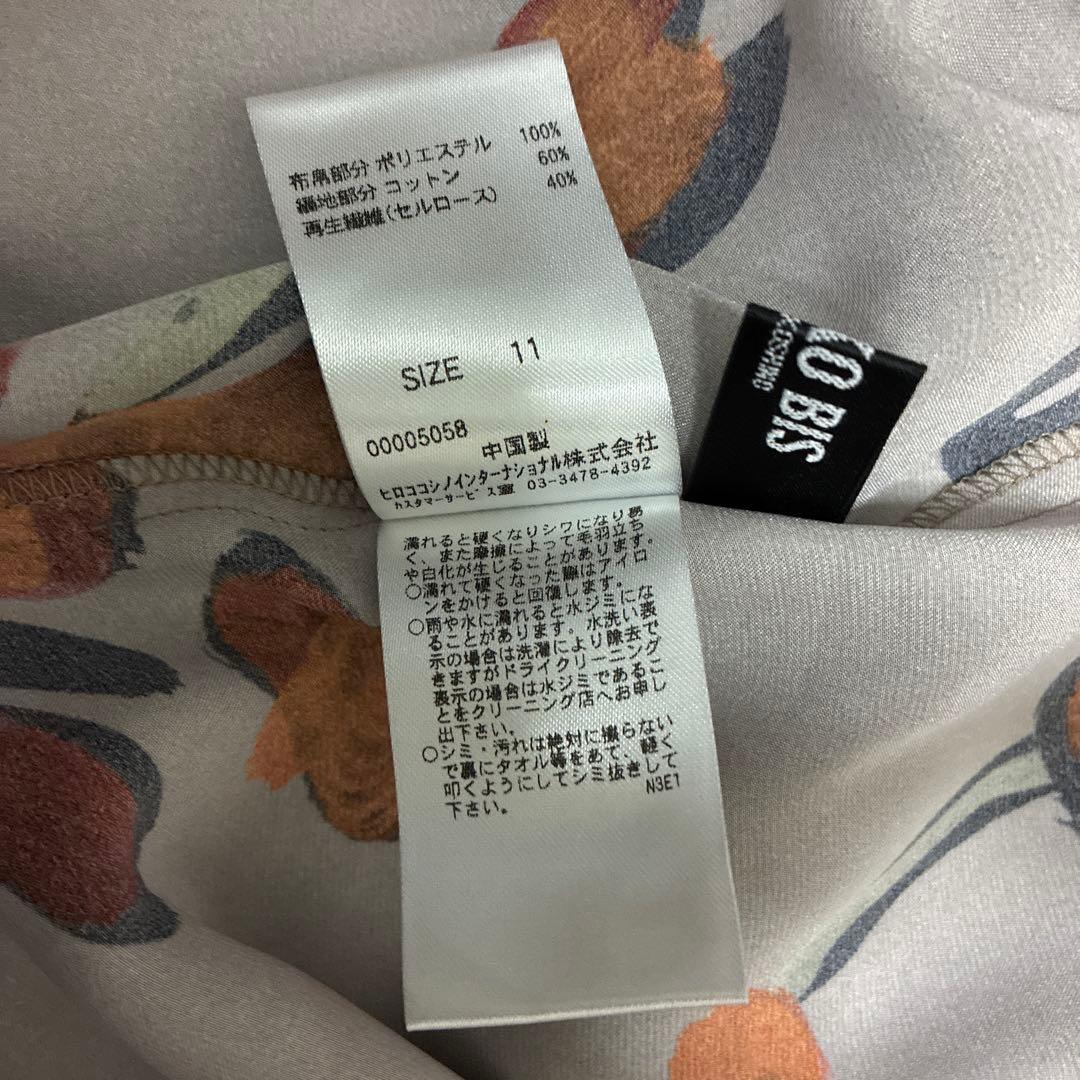 布帛部分 ポリエステル 100%
編地部分 コットン 60%
再生繊維(セルロース) 40%
SIZE 11
00005058
中国製
ヒロココシノインターナショナル株式会社
カスタマーサービス室 03-3478-4392
濡れると硬くなりシワになりやす
く、また摩擦によって毛羽立ち
や白化が生じることがあります。
○濡れて硬くなった際はアイロ
ンをかけると回復します。
○雨や水に濡れると水ジミにな
ることがあります。水洗い表
示の場合は洗濯により除去で
きますがドライクリーニング
表示の場合は水ジミであるこ
とをクリーニング店へお申し
出下さい。
○シミ・汚れは絶対に擦らない
で裏にタオル等をあて、軽く
叩くようにしてシミ抜きして
下さい。
N3E1
KO BIS
KOSHINO